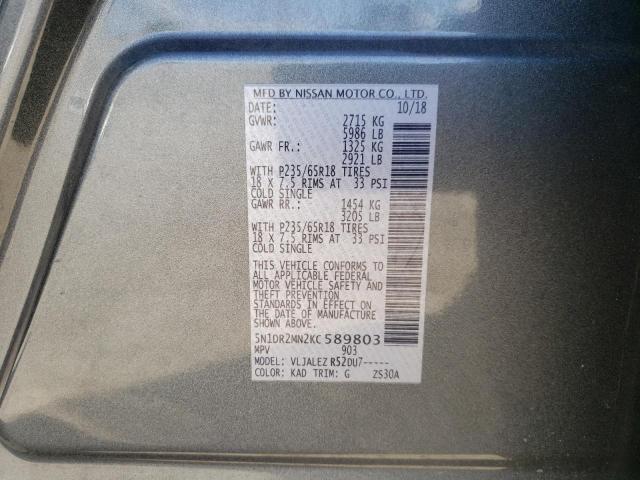 MFD BY NISSAN MOTOR CO., LTD.
DATE: 10/18
GVWR: 2715 KG
5986 LB
GAWR FR.: 1325 KG
2921 LB
WITH P235/65R18 TIRES
18 X 7.5 RIMS AT 33 PSI
COLD SINGLE
GAWR RR.: 1454 KG
3205 LB
WITH P235/65R18 TIRES
18 X 7.5 RIMS AT 33 PSI
COLD SINGLE
THIS VEHICLE CONFORMS TO
ALL APPLICABLE FEDERAL
MOTOR VEHICLE SAFETY AND
THEFT PREVENTION
STANDARDS IN EFFECT ON
THE DATE OF MANUFACTURE
SHOWN ABOVE.
5N1DR2MN2KC589803
MPV 903
MODEL: VLJALEZ R52DU7-----
COLOR: KAD TRIM: G ZS30A